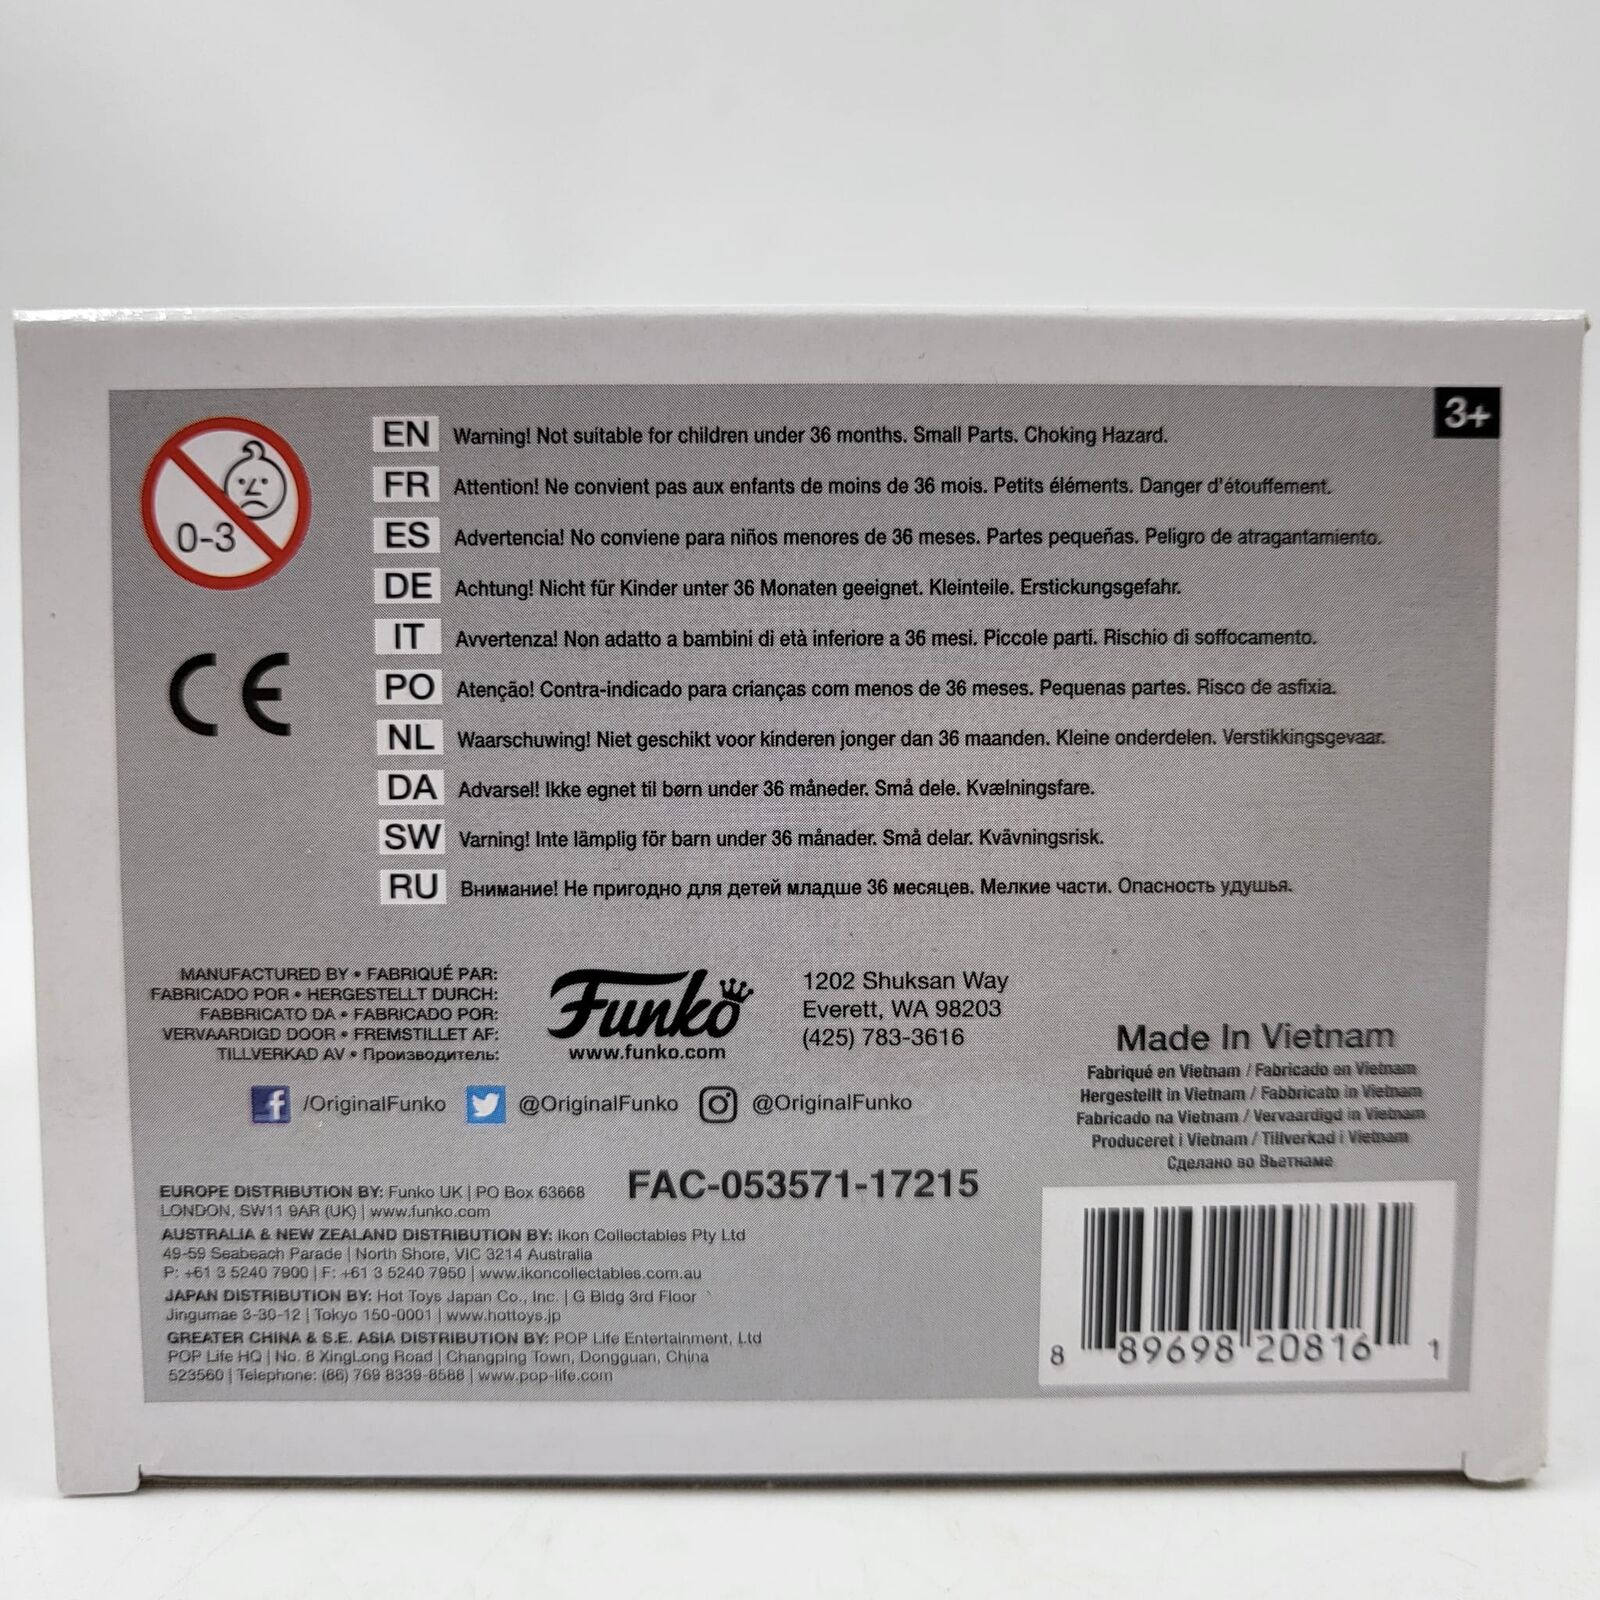 3+
0-3
CE
EN Warning! Not suitable for children under 36 months. Small Parts. Choking Hazard.
FR Attention! Ne convient pas aux enfants de moins de 36 mois. Petits éléments. Danger d'étouffement.
ES Advertencia! No conviene para niños menores de 36 meses. Partes pequeñas. Peligro de atragantamiento.
DE Achtung! Nicht für Kinder unter 36 Monaten geeignet. Kleinteile. Erstickungsgefahr.
IT Avvertenza! Non adatto a bambini di età inferiore a 36 mesi. Piccole parti. Rischio di soffocamento.
PO Atenção! Contra-indicado para crianças com menos de 36 meses. Pequenas partes. Risco de asfixia.
NL Waarschuwing! Niet geschikt voor kinderen jonger dan 36 maanden. Kleine onderdelen. Verstikkingsgevaar.
DA Advarsel! Ikke egnet til børn under 36 måneder. Små dele. Kvælningsfare.
SW Varning! Inte lämplig för barn under 36 månader. Små delar. Kvävningsrisk.
RU Внимание! Не пригодно для детей младше 36 месяцев. Мелкие части. Опасность удушья.
MANUFACTURED BY • FABRIQUÉ PAR:
FABRICADO POR • HERGESTELLT DURCH:
FABBRICATO DA • FABRICADO POR:
VERVAARDIGD DOOR • FREMSTILLET AF:
TILLVERKAD AV • Производитель:
Funko
www.funko.com
1202 Shuksan Way
Everett, WA 98203
(425) 783-3616
/OriginalFunko @OriginalFunko @OriginalFunko
Made In Vietnam
Fabriqué en Vietnam / Fabricado en Vietnam
Hergestellt in Vietnam / Fabbricato in Vietnam
Fabricado na Vietnam / Vervaardigd in Vietnam
Produceret i Vietnam / Tillverkad i Vietnam
Сделано во Вьетнаме
FAC-053571-17215
EUROPE DISTRIBUTION BY: Funko UK | PO Box 63668
LONDON, SW11 9AR (UK) | www.funko.com
AUSTRALIA & NEW ZEALAND DISTRIBUTION BY: Ikon Collectables Pty Ltd
49-59 Seabeach Parade | North Shore, VIC 3214 Australia
P: +61 3 5240 7900 | F: +61 3 5240 7950 | www.ikoncollectables.com.au
JAPAN DISTRIBUTION BY: Hot Toys Japan Co., Inc. | G Bldg 3rd Floor
Jingumae 3-30-12 | Tokyo 150-0001 | www.hottoys.jp
GREATER CHINA & S.E. ASIA DISTRIBUTION BY: POP Life Entertainment, Ltd
POP Life HQ | No. 8 XingLong Road | Changping Town, Dongguan, China
523560 | Telephone: (86) 769 8339-8588 | www.pop-life.com
8 89698 20816 1